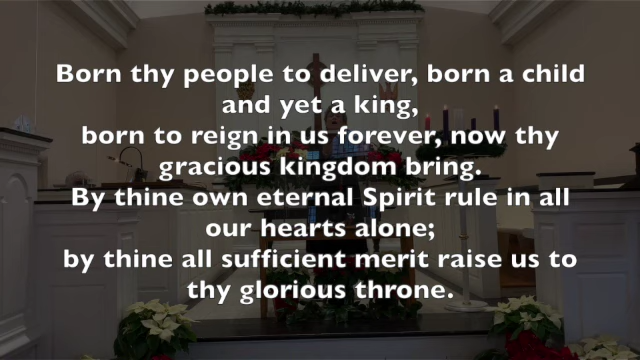 Born thy people to deliver, born a child
and yet a king,
born to reign in us forever, now thy
gracious kingdom bring.
By thine own eternal Spirit rule in all
our hearts alone;
by thine all sufficient merit raise us to
thy glorious throne.